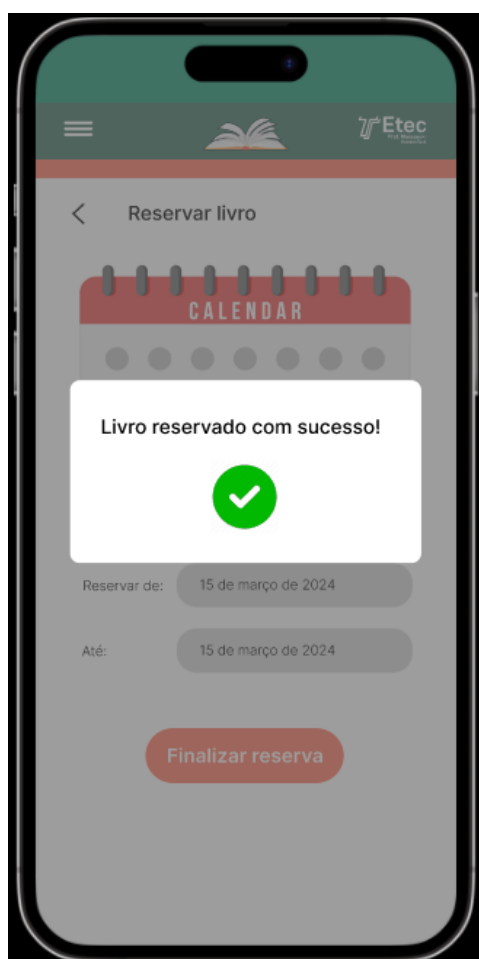 Etec
Reservar livro
CALENDAR
Livro reservado com sucesso!
Reservar de:
15 de março de 2024
Até:
15 de março de 2024
Finalizar reserva